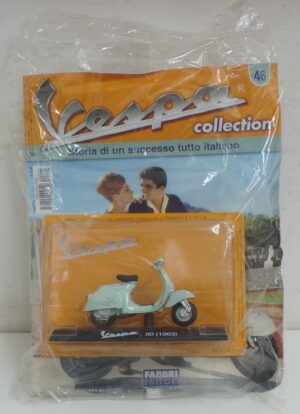 46
Vespa®
collection
Storia di un successo tutto italiano
Vespa
Vespa 50 (1963)
FABBRI
EDITORI